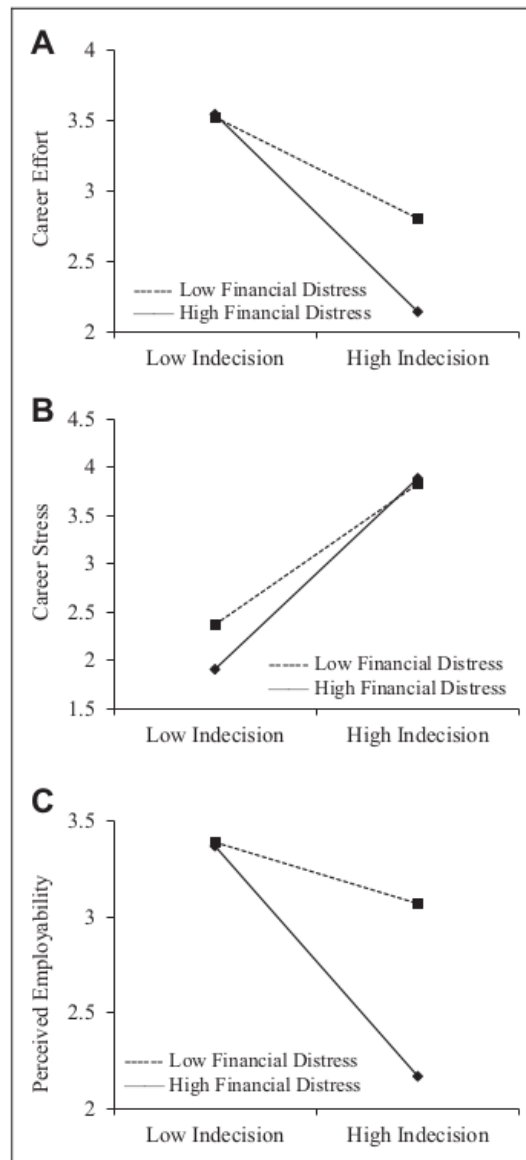 A
4
3.5
3
2.5
2
Career Effort
Low Financial Distress
High Financial Distress
Low Indecision High Indecision
B
4.5
4
3.5
3
2.5
2
1.5
Career Stress
Low Financial Distress
High Financial Distress
Low Indecision High Indecision
C
3.5
3
2.5
2
Perceived Employability
Low Financial Distress
High Financial Distress
Low Indecision High Indecision